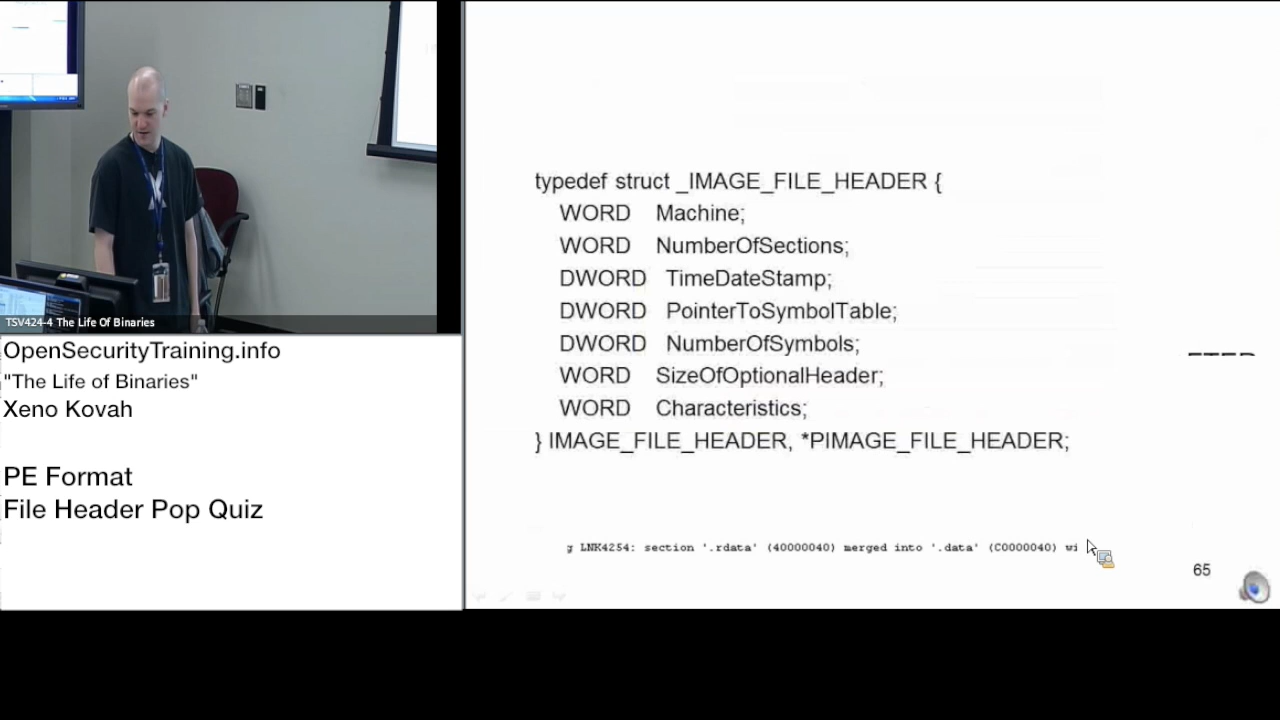 TSV424-4 The Life Of Binaries
OpenSecurityTraining.info
"The Life of Binaries"
Xeno Kovah
PE Format
File Header Pop Quiz
typedef struct _IMAGE_FILE_HEADER {
WORD Machine;
WORD NumberOfSections;
DWORD TimeDateStamp;
DWORD PointerToSymbolTable;
DWORD NumberOfSymbols;
WORD SizeOfOptionalHeader;
WORD Characteristics;
} IMAGE_FILE_HEADER, *PIMAGE_FILE_HEADER;
g LNK4254: section '.rdata' (40000040) merged into '.data' (C0000040) wi
65